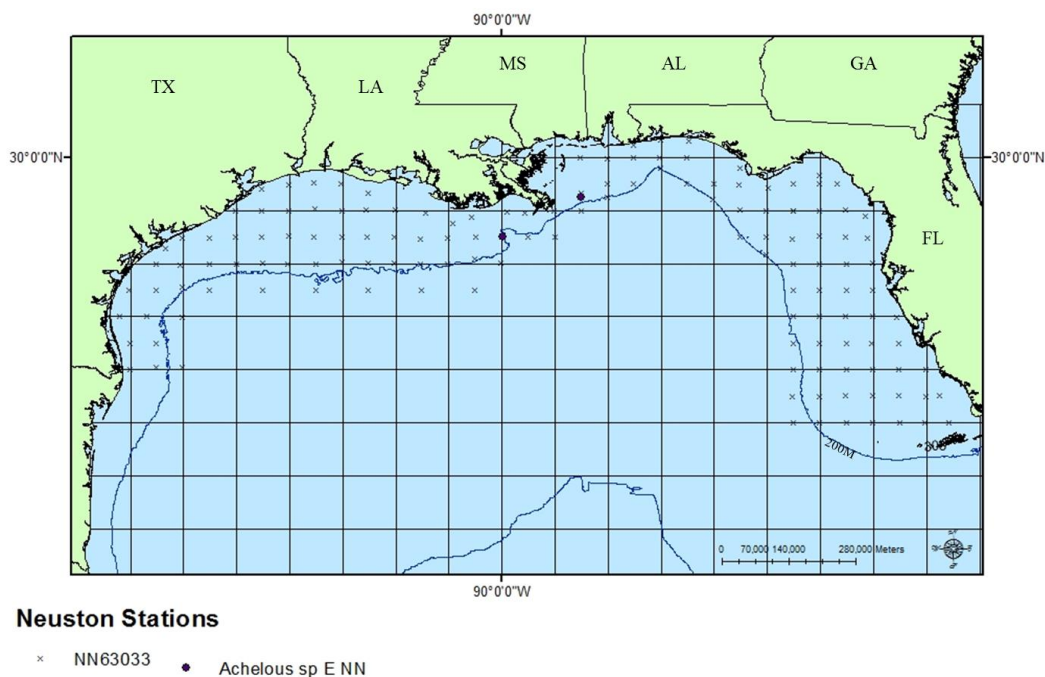 90°0'0"W
TX
LA
MS
AL
GA
30°0'0"N
30°0'0"N
FL
200M
0 70,000 140,000 280,000 Meters
90°0'0"W
Neuston Stations
NN63033
Achelous sp E NN